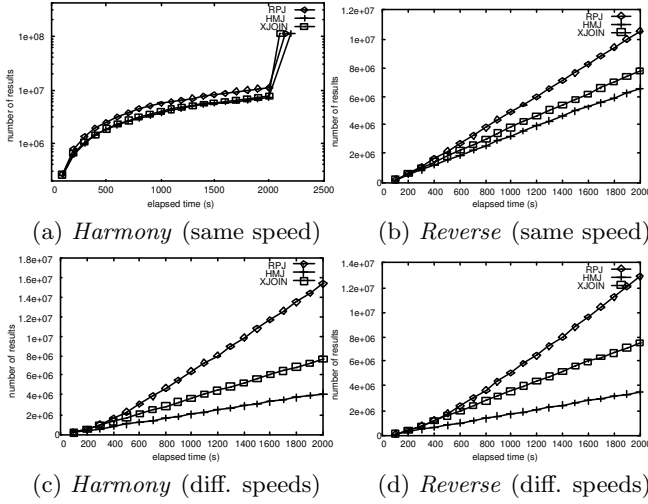 RPJ
HMJ
XJOIN
1e+08
1e+07
1e+06
number of results
0 500 1000 1500 2000 2500
elapsed time (s)
(a) Harmony (same speed)
1.2e+07
1e+07
8e+06
6e+06
4e+06
2e+06
0
number of results
RPJ
HMJ
XJOIN
0 200 400 600 800 1000 1200 1400 1600 1800 2000
elapsed time (s)
(b) Reverse (same speed)
1.8e+07
1.6e+07
1.4e+07
1.2e+07
1e+07
8e+06
6e+06
4e+06
2e+06
0
number of results
RPJ
HMJ
XJOIN
0 200 400 600 800 1000 1200 1400 1600 1800 2000
elapsed time (s)
(c) Harmony (diff. speeds)
1.4e+07
1.2e+07
1e+07
8e+06
6e+06
4e+06
2e+06
0
number of results
RPJ
HMJ
XJOIN
0 200 400 600 800 1000 1200 1400 1600 1800 2000
elapsed time (s)
(d) Reverse (diff. speeds)